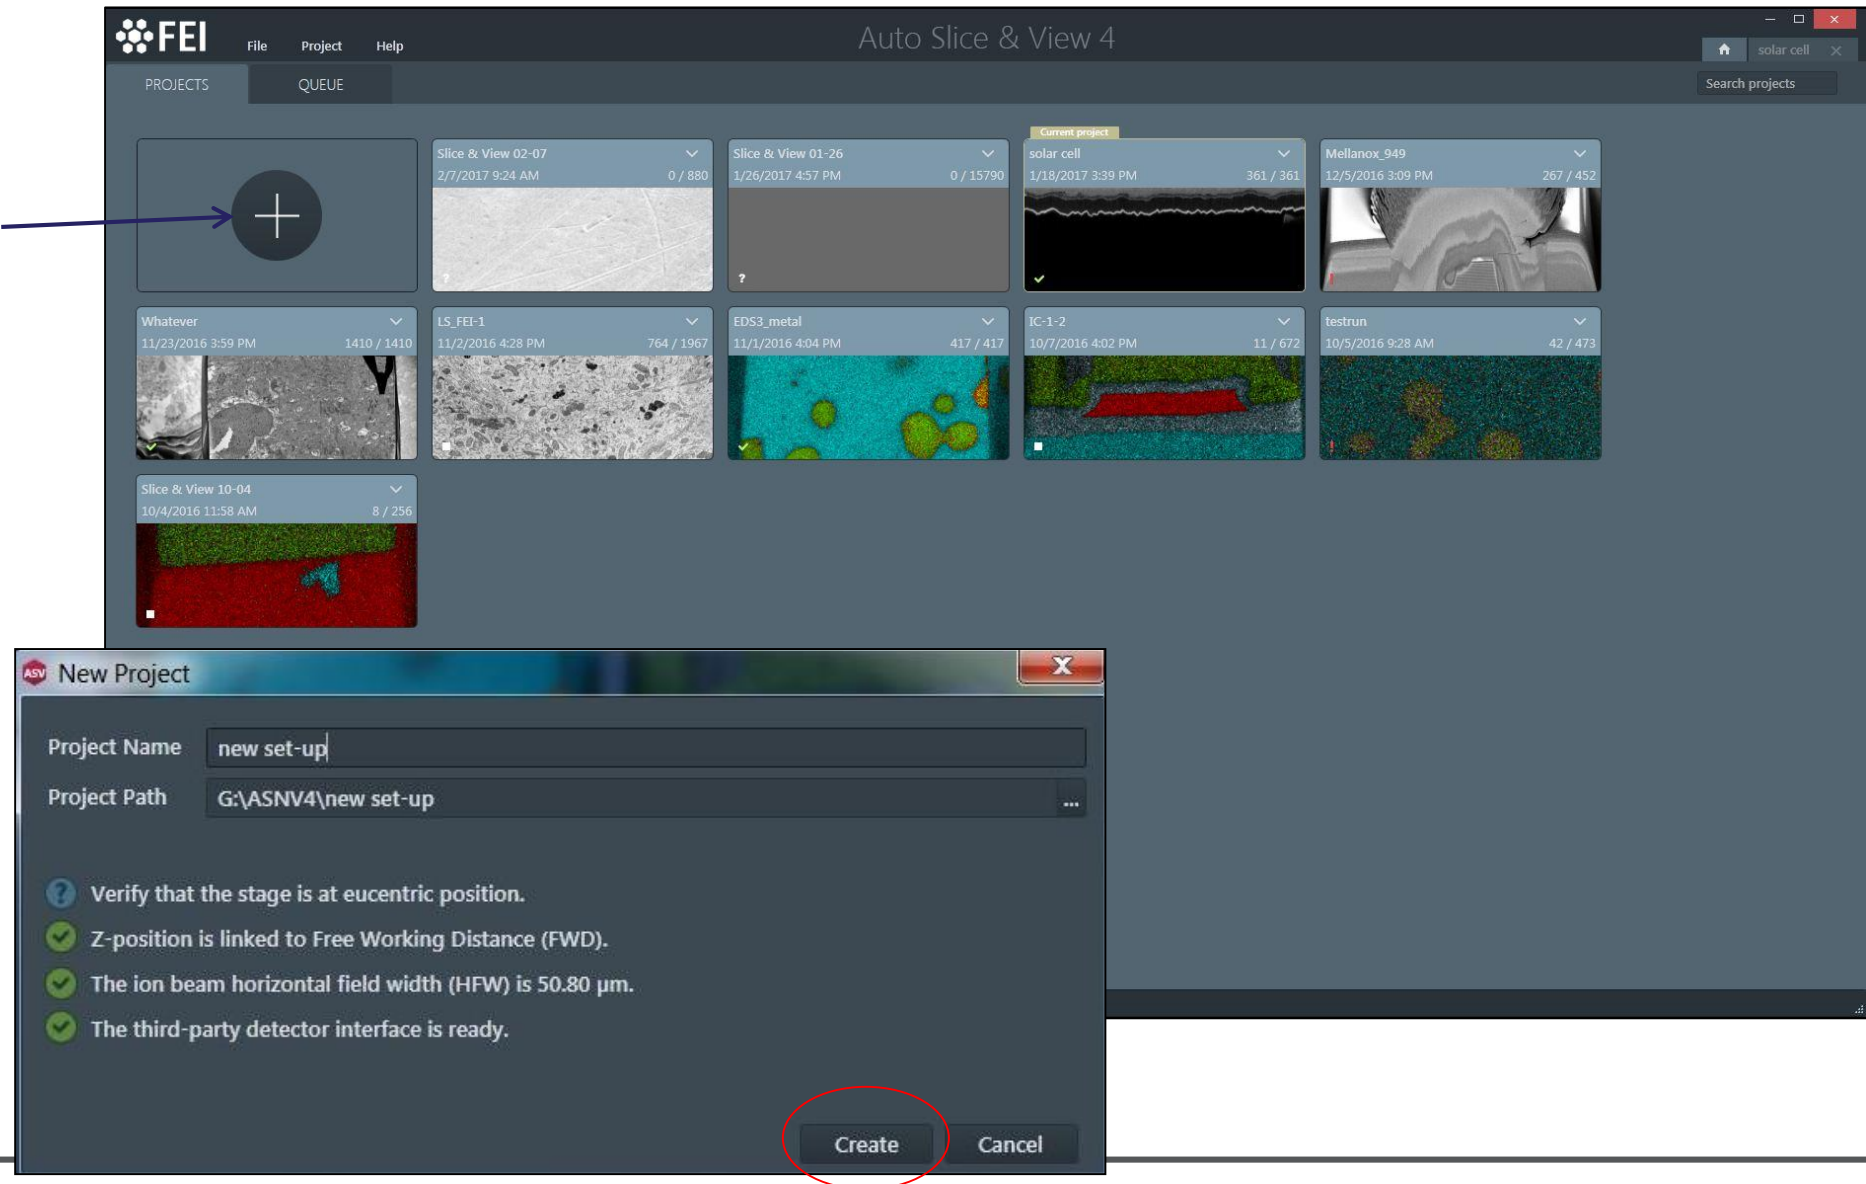 FEI
File Project Help
Auto Slice & View 4
solar cell
PROJECTS QUEUE
Search projects
Current project
Slice & View 02-07
2/7/2017 9:24 AM 0 / 880
?
Slice & View 01-26
1/26/2017 4:57 PM 0 / 15790
?
solar cell
1/18/2017 3:39 PM 361 / 361
Mellanox_949
12/5/2016 3:09 PM 267 / 452
!
Whatever
11/23/2016 3:59 PM 1410 / 1410
LS_FEI-1
11/2/2016 4:28 PM 764 / 1967
EDS3_metal
11/1/2016 4:04 PM 417 / 417
IC-1-2
10/7/2016 4:02 PM 11 / 672
testrun
10/5/2016 9:28 AM 42 / 473
!
Slice & View 10-04
10/4/2016 11:58 AM 8 / 256
ASV New Project
Project Name new set-up
Project Path G:\ASNV4\new set-up ...
? Verify that the stage is at eucentric position.
Z-position is linked to Free Working Distance (FWD).
The ion beam horizontal field width (HFW) is 50.80 µm.
The third-party detector interface is ready.
Create Cancel